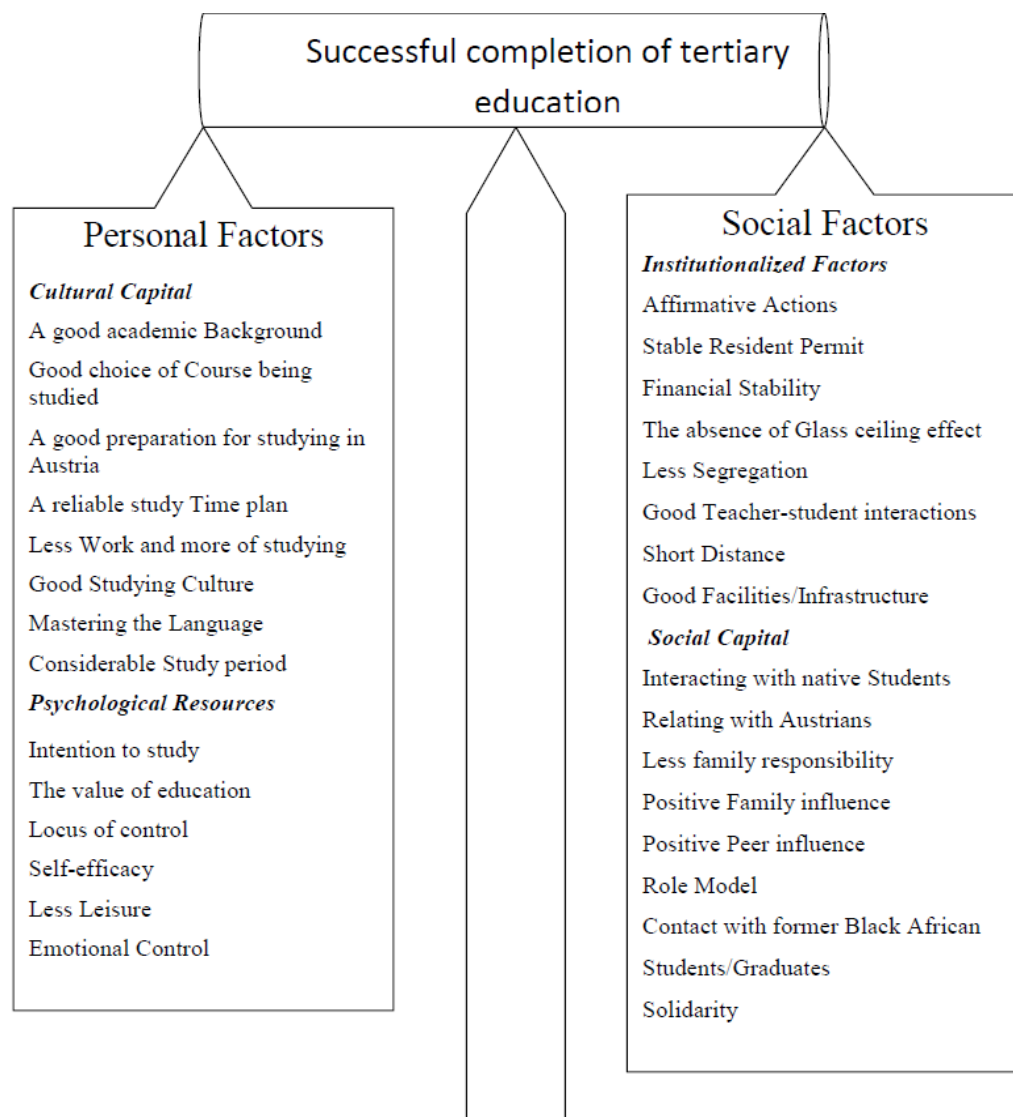 Successful completion of tertiary
education
Personal Factors
Cultural Capital
A good academic Background
Good choice of Course being
studied
A good preparation for studying in
Austria
A reliable study Time plan
Less Work and more of studying
Good Studying Culture
Mastering the Language
Considerable Study period
Psychological Resources
Intention to study
The value of education
Locus of control
Self-efficacy
Less Leisure
Emotional Control
Social Factors
Institutionalized Factors
Affirmative Actions
Stable Resident Permit
Financial Stability
The absence of Glass ceiling effect
Less Segregation
Good Teacher-student interactions
Short Distance
Good Facilities/Infrastructure
Social Capital
Interacting with native Students
Relating with Austrians
Less family responsibility
Positive Family influence
Positive Peer influence
Role Model
Contact with former Black African
Students/Graduates
Solidarity